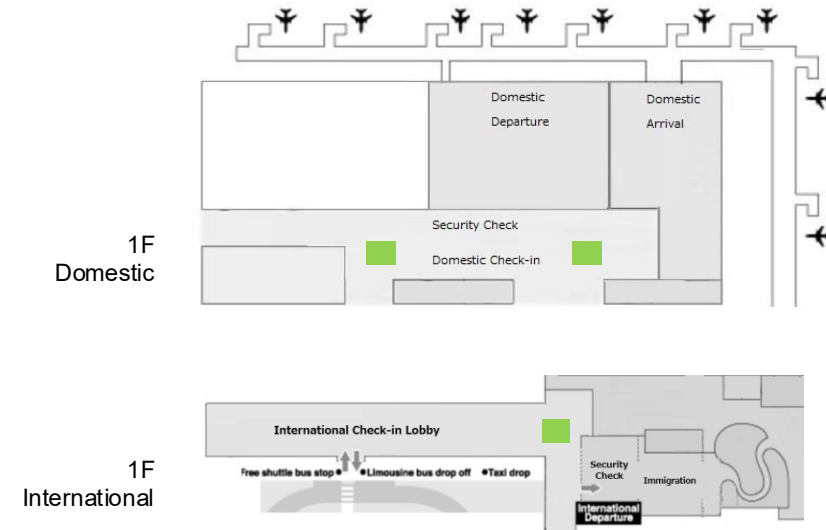 Domestic
Departure
Domestic
Arrival
Security Check
Domestic Check-in
1F
Domestic
International Check-in Lobby
Free shuttle bus stop● ●Limousine bus drop off ●Taxi drop
Security
Check
Immigration
International
Departure
1F
International